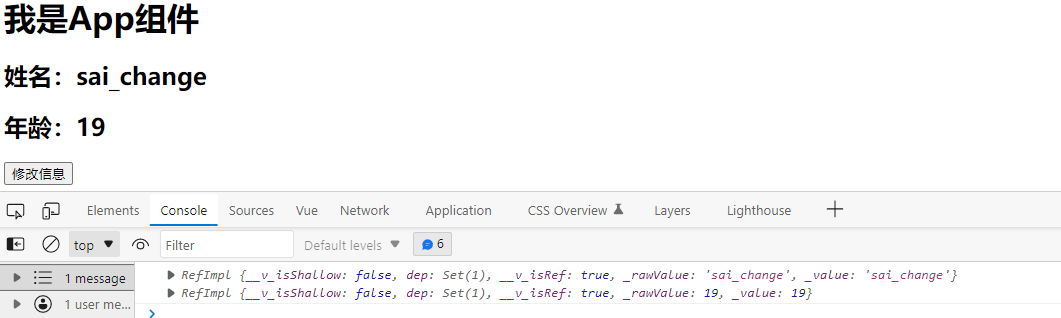 我是App组件
姓名：sai_change
年龄：19
修改信息
Elements Console Sources Vue Network Application CSS Overview Layers Lighthouse
top Filter Default levels 6
1 message
1 user me...
RefImpl {__v_isShallow: false, dep: Set(1), __v_isRef: true, _rawValue: 'sai_change', _value: 'sai_change'}
RefImpl {__v_isShallow: false, dep: Set(1), __v_isRef: true, _rawValue: 19, _value: 19}